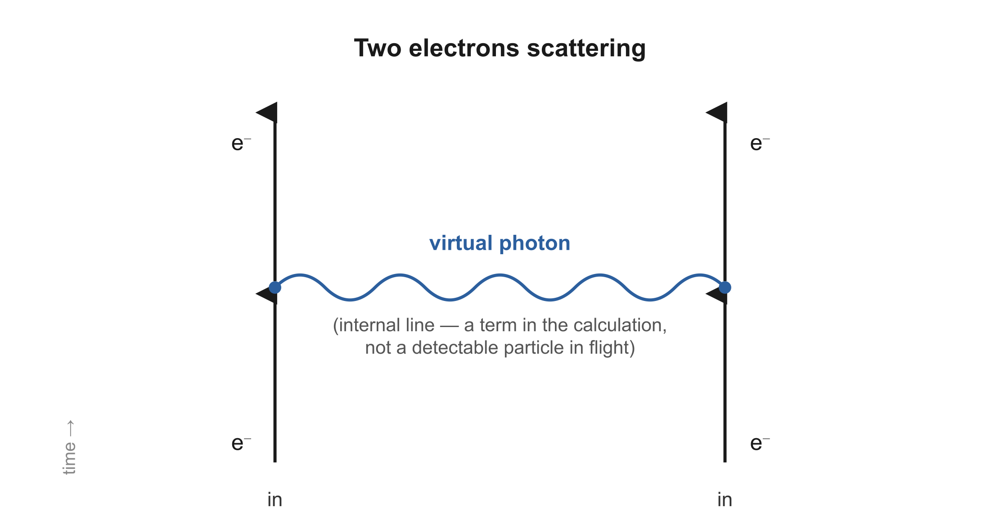 Two electrons scattering
e⁻ e⁻
virtual photon
(internal line — a term in the calculation,
not a detectable particle in flight)
time →
e⁻ e⁻
in in